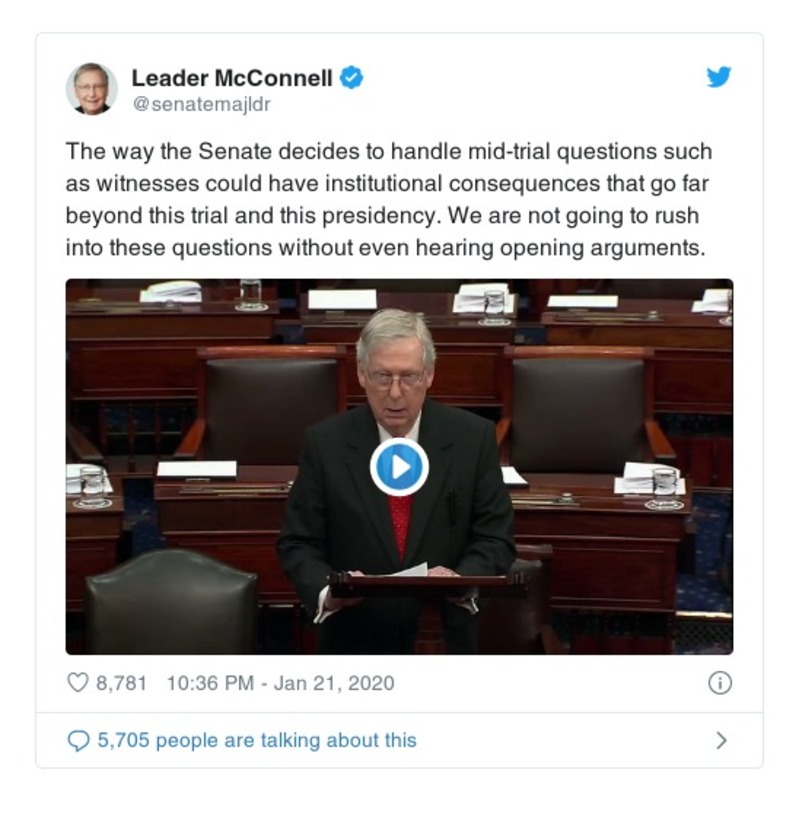 Leader McConnell
@senatemajldr
The way the Senate decides to handle mid-trial questions such
as witnesses could have institutional consequences that go far
beyond this trial and this presidency. We are not going to rush
into these questions without even hearing opening arguments.
8,781 10:36 PM - Jan 21, 2020
5,705 people are talking about this